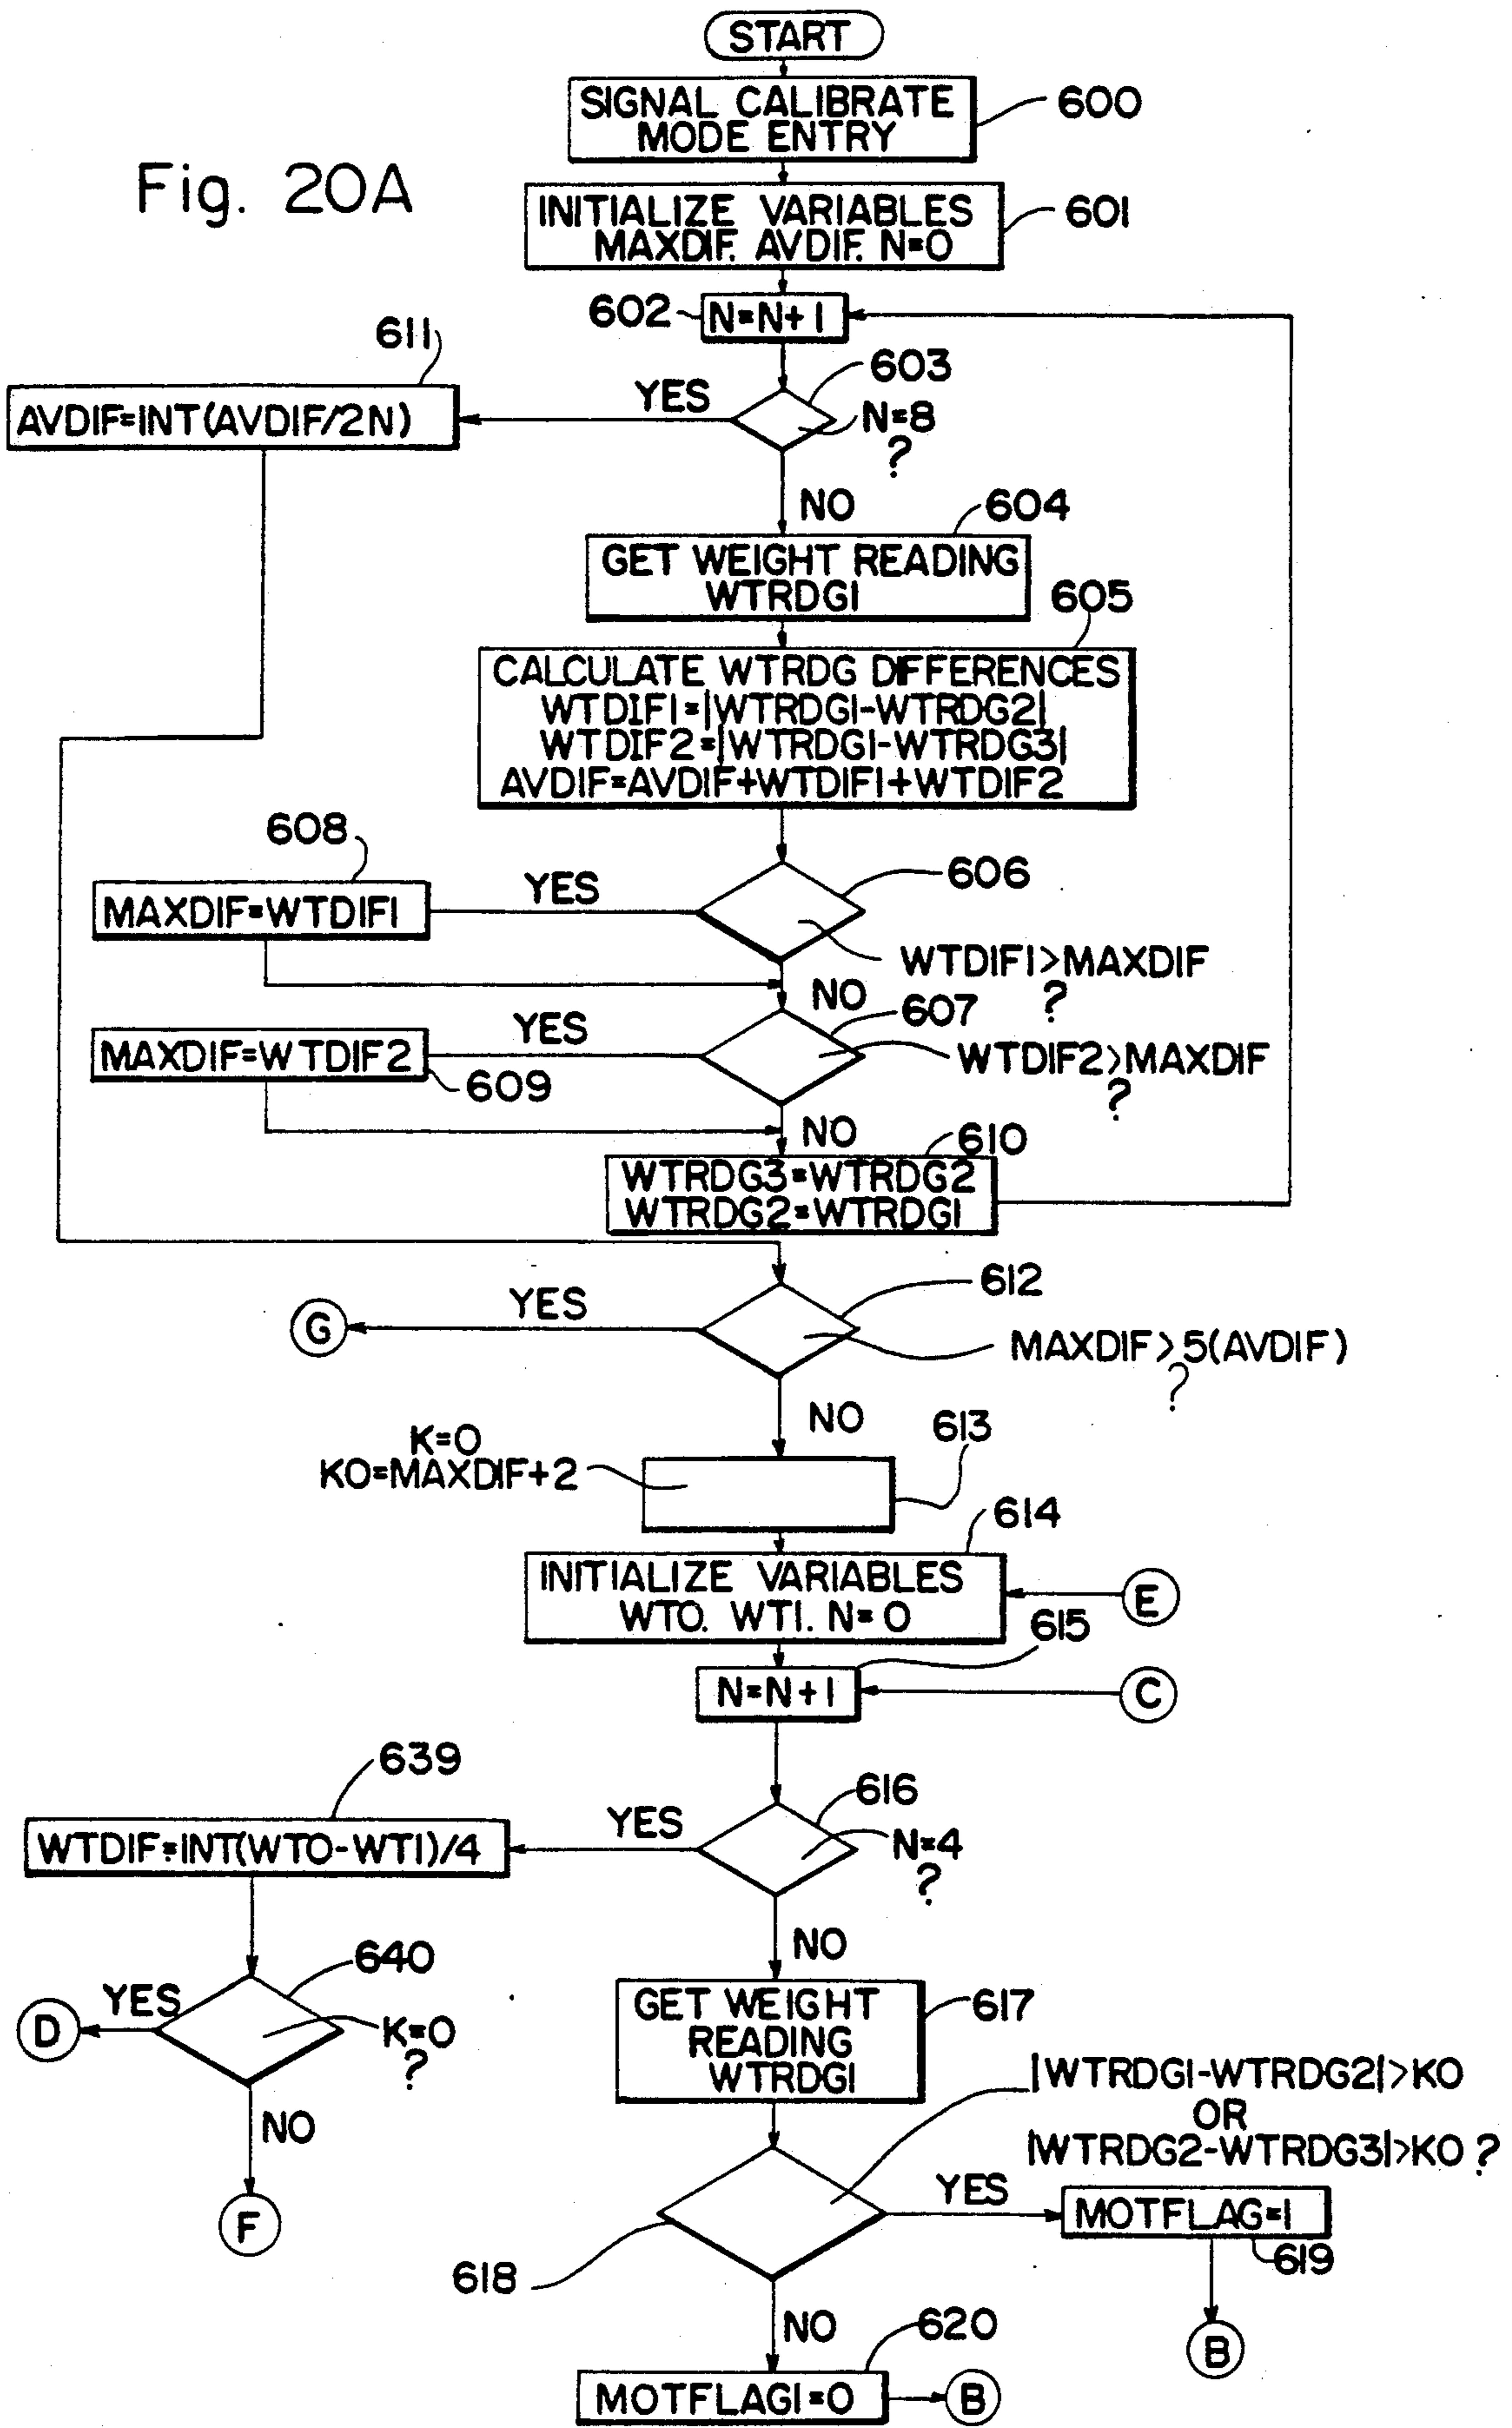 START
SIGNAL CALIBRATE
MODE ENTRY
600
Fig. 20A
INITIALIZE VARIABLES
MAXDIF. AVDIF. N=0
601
602
N=N+1
611
603
YES
N=8
?
AVDIF=INT(AVDIF/2N)
NO
604
GET WEIGHT READING
WTRDG1
605
CALCULATE WTRDG DIFFERENCES
WTDIF1=|WTRDG1-WTRDG2|
WTDIF2=|WTRDG1-WTRDG3|
AVDIF=AVDIF+WTDIF1+WTDIF2
608
606
YES
MAXDIF=WTDIF1
WTDIF1>MAXDIF
?
NO
607
YES
MAXDIF=WTDIF2
WTDIF2>MAXDIF
?
609
NO
610
WTRDG3=WTRDG2
WTRDG2=WTRDG1
612
YES
G
MAXDIF>5(AVDIF)
?
NO
K=0
KO=MAXDIF+2
613
614
INITIALIZE VARIABLES
WTO. WT1. N=0
E
615
N=N+1
C
639
616
YES
N=4
?
WTDIF=INT(WTO-WT1)/4
NO
640
YES
D
K=0
?
NO
F
GET WEIGHT
READING
WTRDG1
617
|WTRDG1-WTRDG2|>KO
OR
|WTRDG2-WTRDG3|>KO ?
YES
MOTFLAG=1
619
618
NO
B
620
MOTFLAG1=0
B